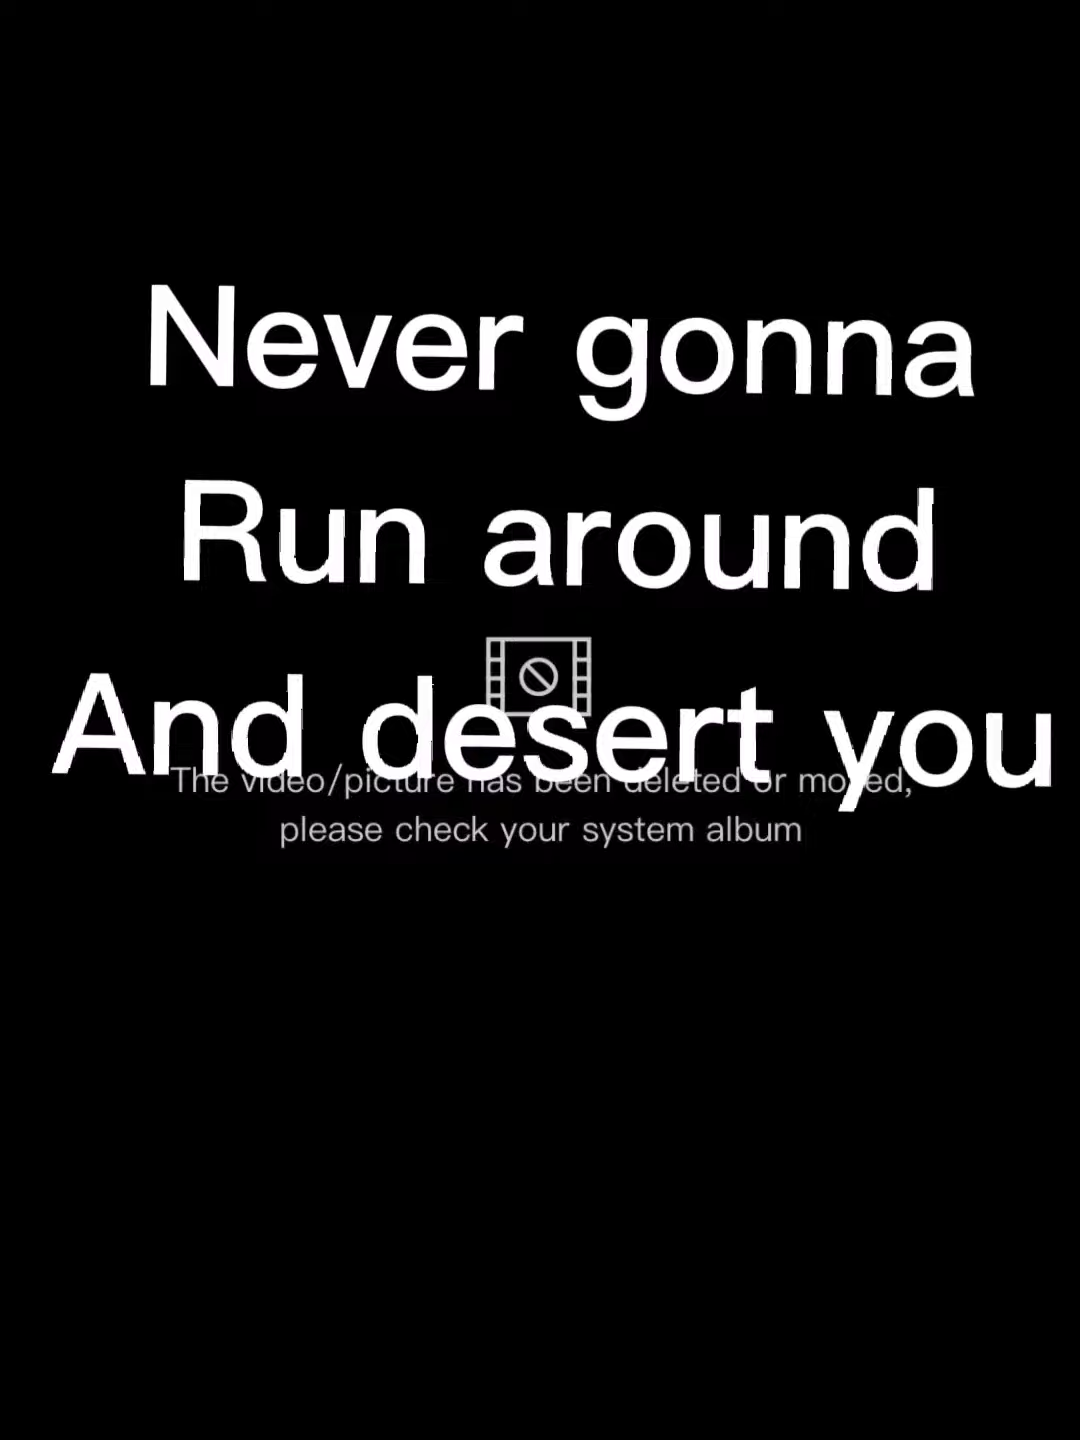 Never gonna
Run around
And desert you
The video/picture has been deleted or moved,
please check your system album